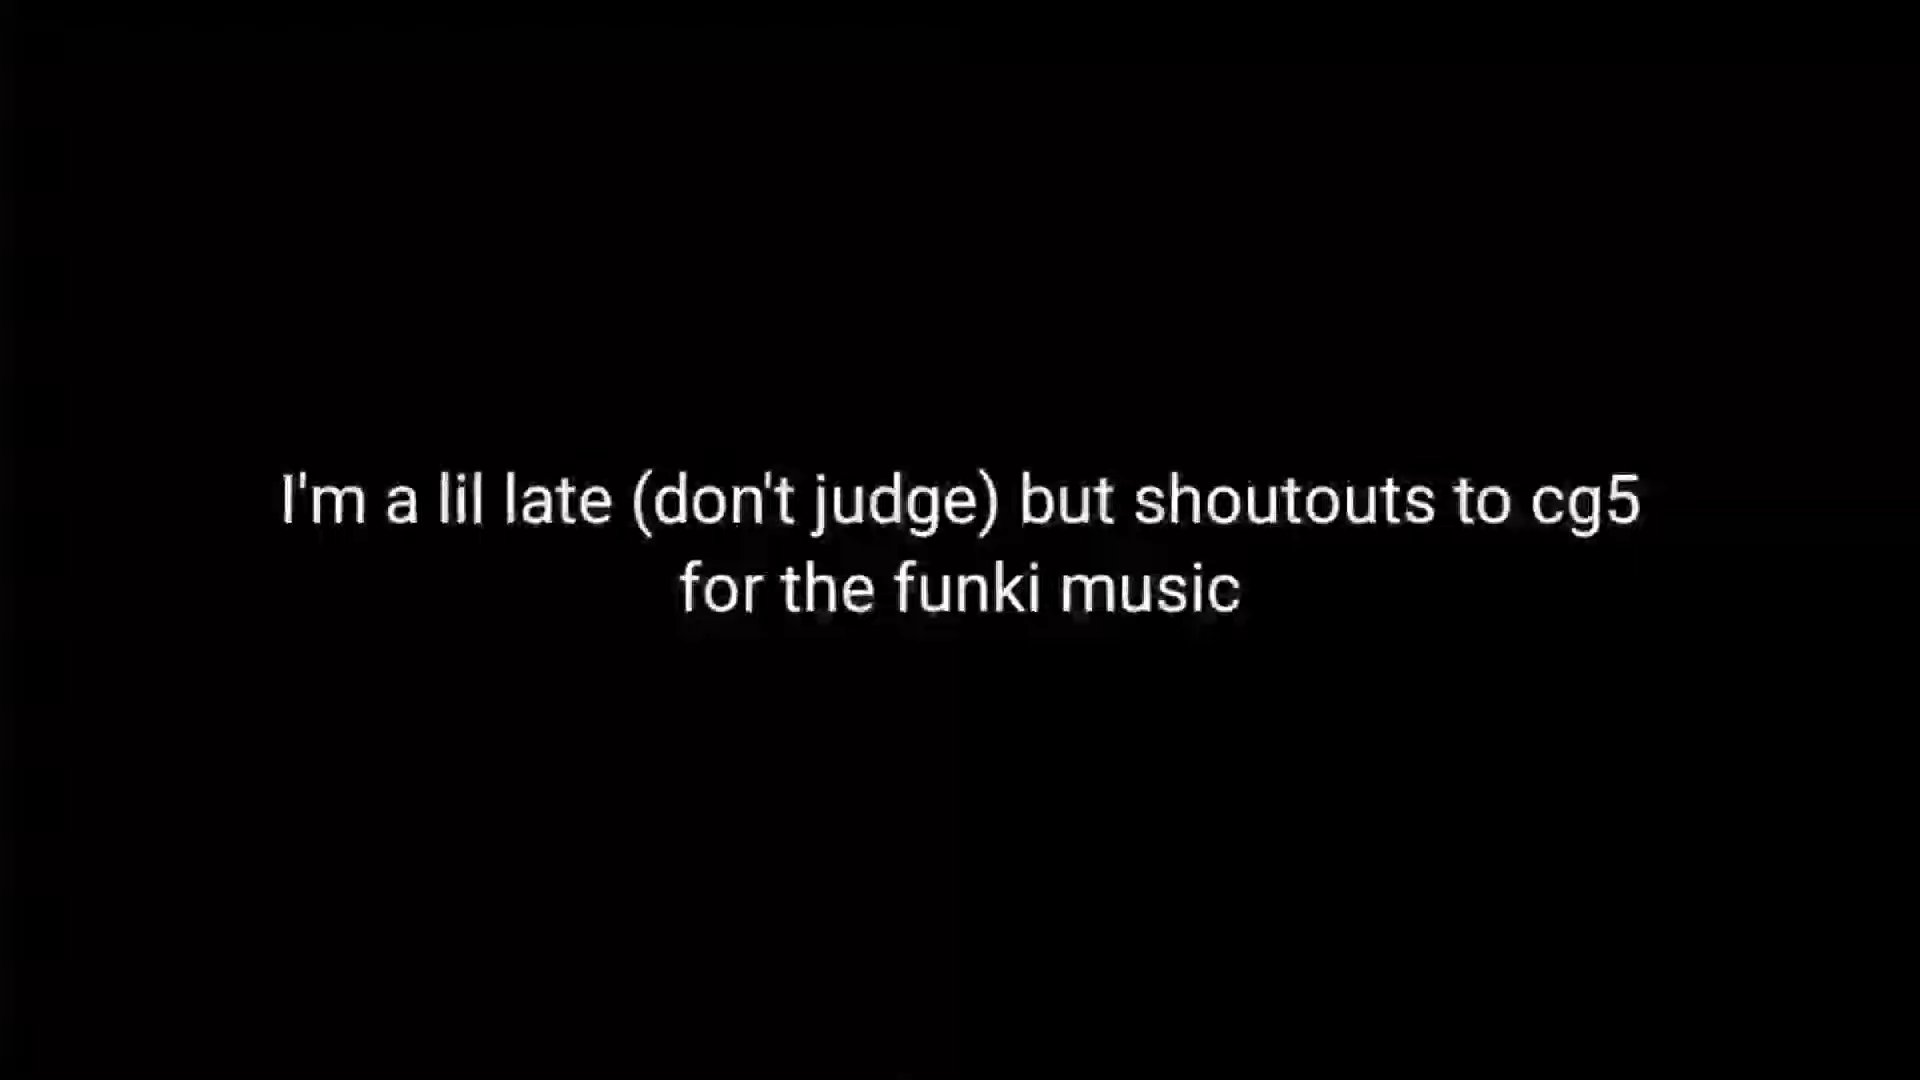 I'm a lil late (don't judge) but shoutouts to cg5
for the funki music